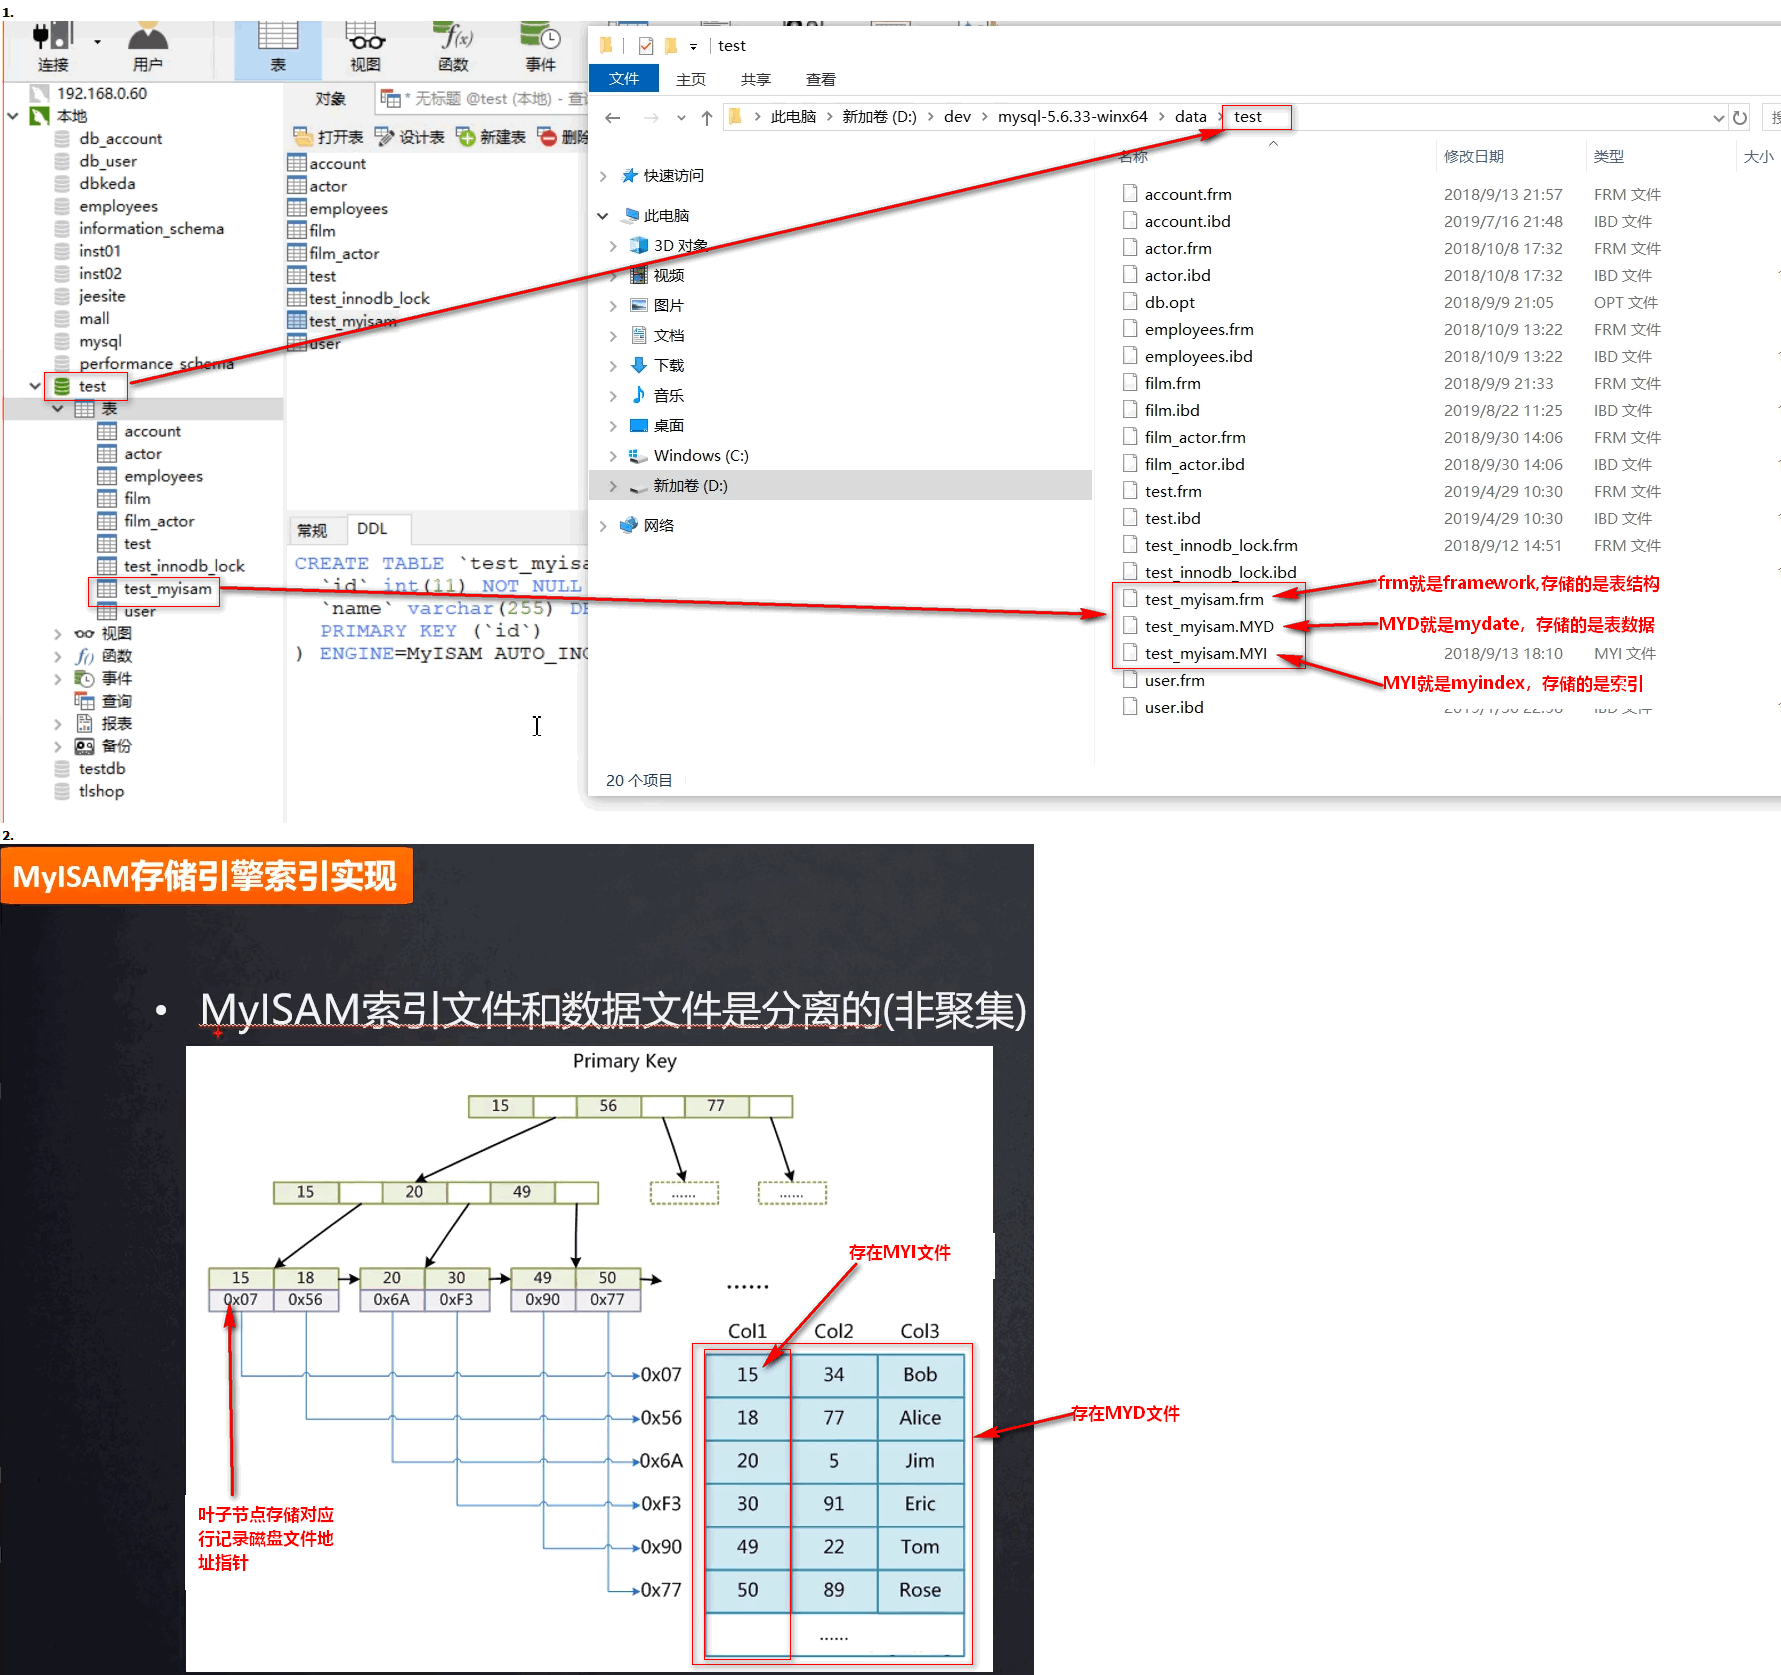 1.
连接
用户
表
视图
函数
事件
192.168.0.60
本地
db_account
db_user
dbkeda
employees
information_schema
inst01
inst02
jeesite
mall
mysql
performance_schema
test
表
account
actor
employees
film
film_actor
test
test_innodb_lock
test_myisam
user
视图
函数
事件
查询
报表
备份
testdb
tlshop
对象
* 无标题 @test (本地) - 查询
打开表 设计表 新建表 删除
account
actor
employees
film
film_actor
test
test_innodb_lock
test_myisam
user
常规 DDL
CREATE TABLE `test_myisa
`id` int(11) NOT NULL
`name` varchar(255) DE
PRIMARY KEY (`id`)
) ENGINE=MyISAM AUTO_INC
test
文件 主页 共享 查看
此电脑 › 新加卷 (D:) › dev › mysql-5.6.33-winx64 › data › test
快速访问
此电脑
3D 对象
视频
图片
文档
下载
音乐
桌面
Windows (C:)
新加卷 (D:)
网络
名称 修改日期 类型 大小
account.frm 2018/9/13 21:57 FRM 文件
account.ibd 2019/7/16 21:48 IBD 文件
actor.frm 2018/10/8 17:32 FRM 文件
actor.ibd 2018/10/8 17:32 IBD 文件
db.opt 2018/9/9 21:05 OPT 文件
employees.frm 2018/10/9 13:22 FRM 文件
employees.ibd 2018/10/9 13:22 IBD 文件
film.frm 2018/9/9 21:33 FRM 文件
film.ibd 2019/8/22 11:25 IBD 文件
film_actor.frm 2018/9/30 14:06 FRM 文件
film_actor.ibd 2018/9/30 14:06 IBD 文件
test.frm 2019/4/29 10:30 FRM 文件
test.ibd 2019/4/29 10:30 IBD 文件
test_innodb_lock.frm 2018/9/12 14:51 FRM 文件
test_innodb_lock.ibd
test_myisam.frm
frm就是framework,存储的是表结构
test_myisam.MYD
MYD就是mydate，存储的是表数据
test_myisam.MYI 2018/9/13 18:10 MYI 文件
MYI就是myindex，存储的是索引
user.frm
user.ibd
20 个项目
2.
MyISAM存储引擎索引实现
• MyISAM索引文件和数据文件是分离的(非聚集)
Primary Key
15 56 77
15 20 49
...... ......
15 18 20 30 49 50
0x07 0x56 0x6A 0xF3 0x90 0x77
......
存在MYI文件
Col1 Col2 Col3
0x07 15 34 Bob
0x56 18 77 Alice
存在MYD文件
0x6A 20 5 Jim
0xF3 30 91 Eric
0x90 49 22 Tom
0x77 50 89 Rose
......
叶子节点存储对应
行记录磁盘文件地
址指针